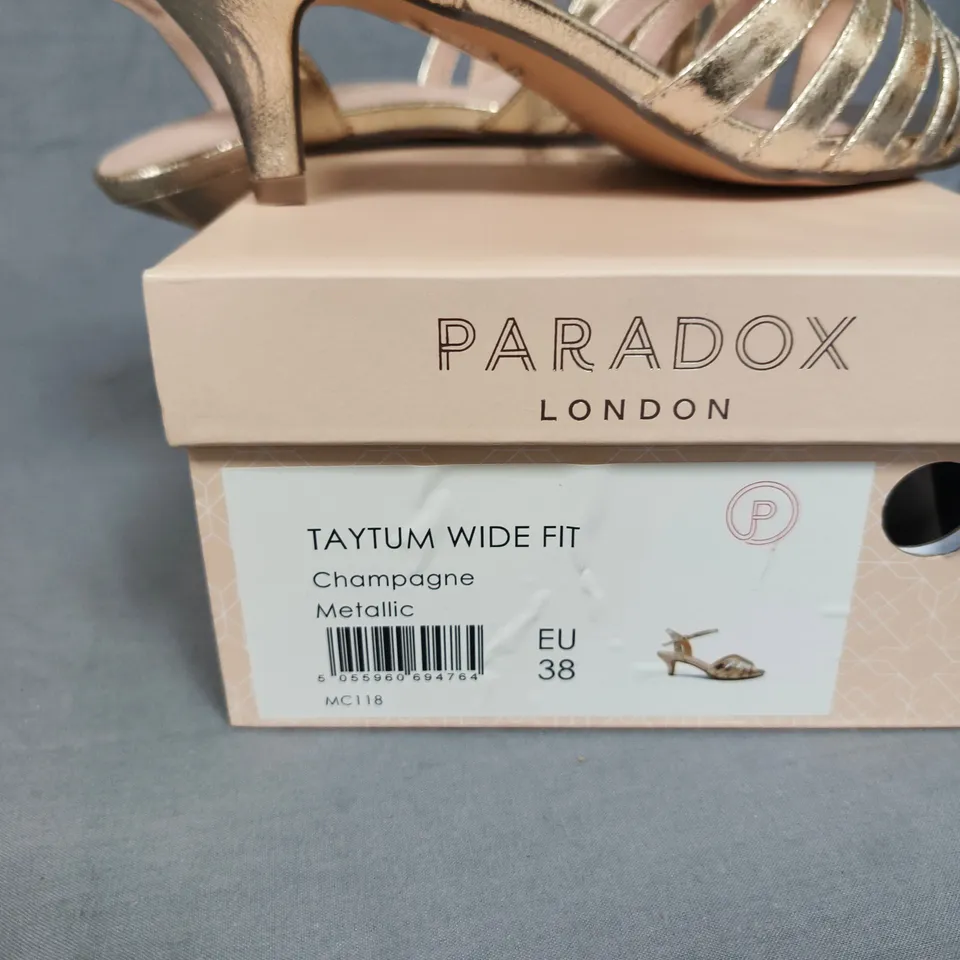 PARADOX
LONDON
P
TAYTUM WIDE FIT
Champagne
Metallic
EU
38
5 055960 694764
MC118